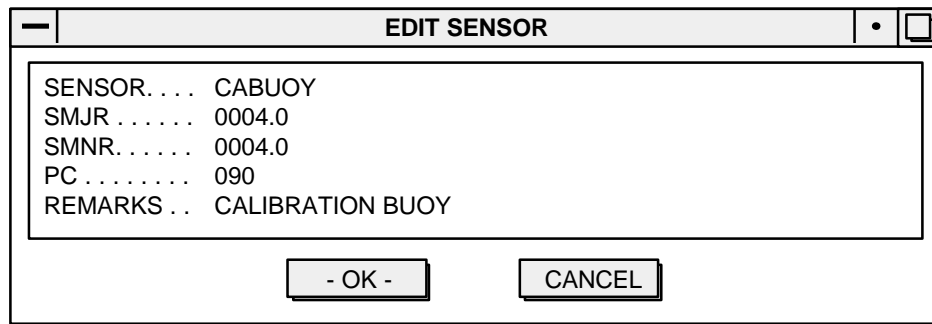 EDIT SENSOR
SENSOR. . . . CABUOY
SMJR . . . . . . 0004.0
SMNR. . . . . . 0004.0
PC . . . . . . . . 090
REMARKS . . CALIBRATION BUOY
- OK - CANCEL